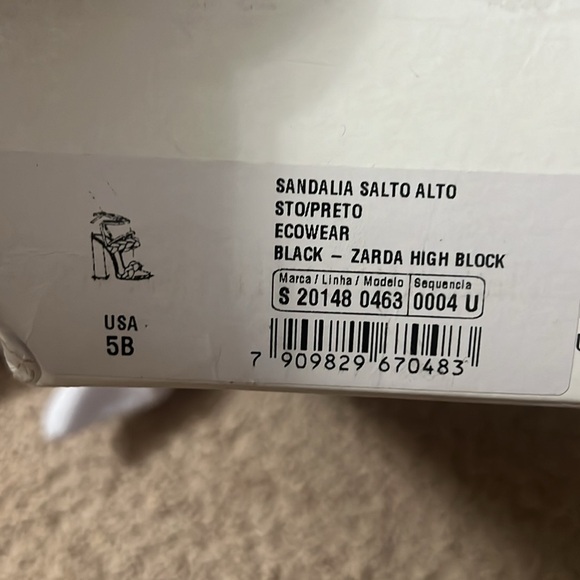 SANDALIA SALTO ALTO
STO/PRETO
ECOWEAR
BLACK – ZARDA HIGH BLOCK
Marca / Linha / Modelo Sequencia
S 20148 0463 0004 U
USA
5B
7 909829 670483